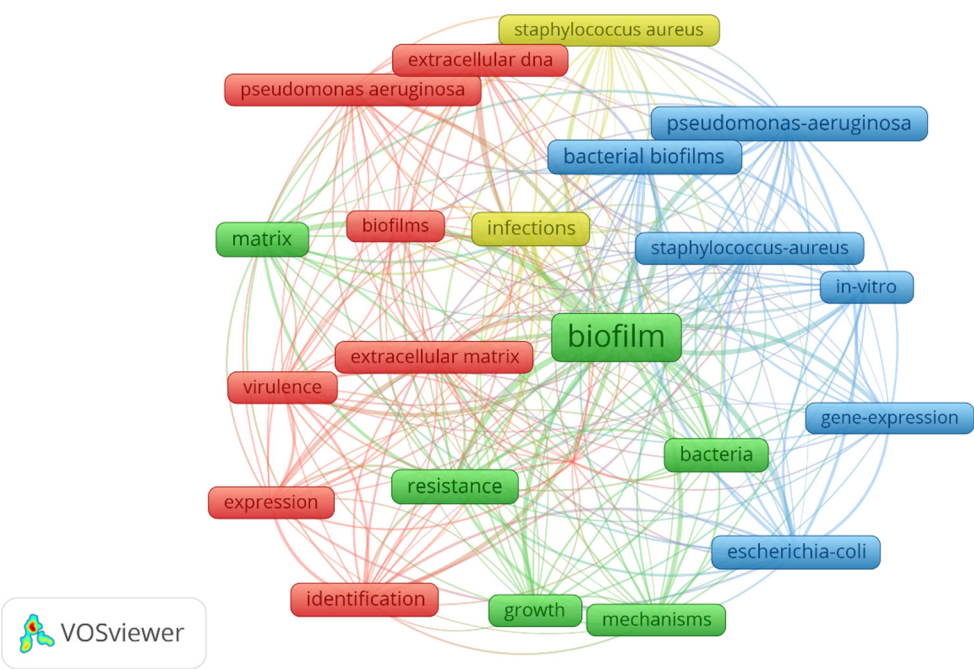 staphylococcus aureus
extracellular dna
pseudomonas aeruginosa
pseudomonas-aeruginosa
bacterial biofilms
biofilms
infections
matrix
staphylococcus-aureus
in-vitro
biofilm
extracellular matrix
virulence
gene-expression
bacteria
resistance
expression
escherichia-coli
identification
growth
mechanisms
VOSviewer